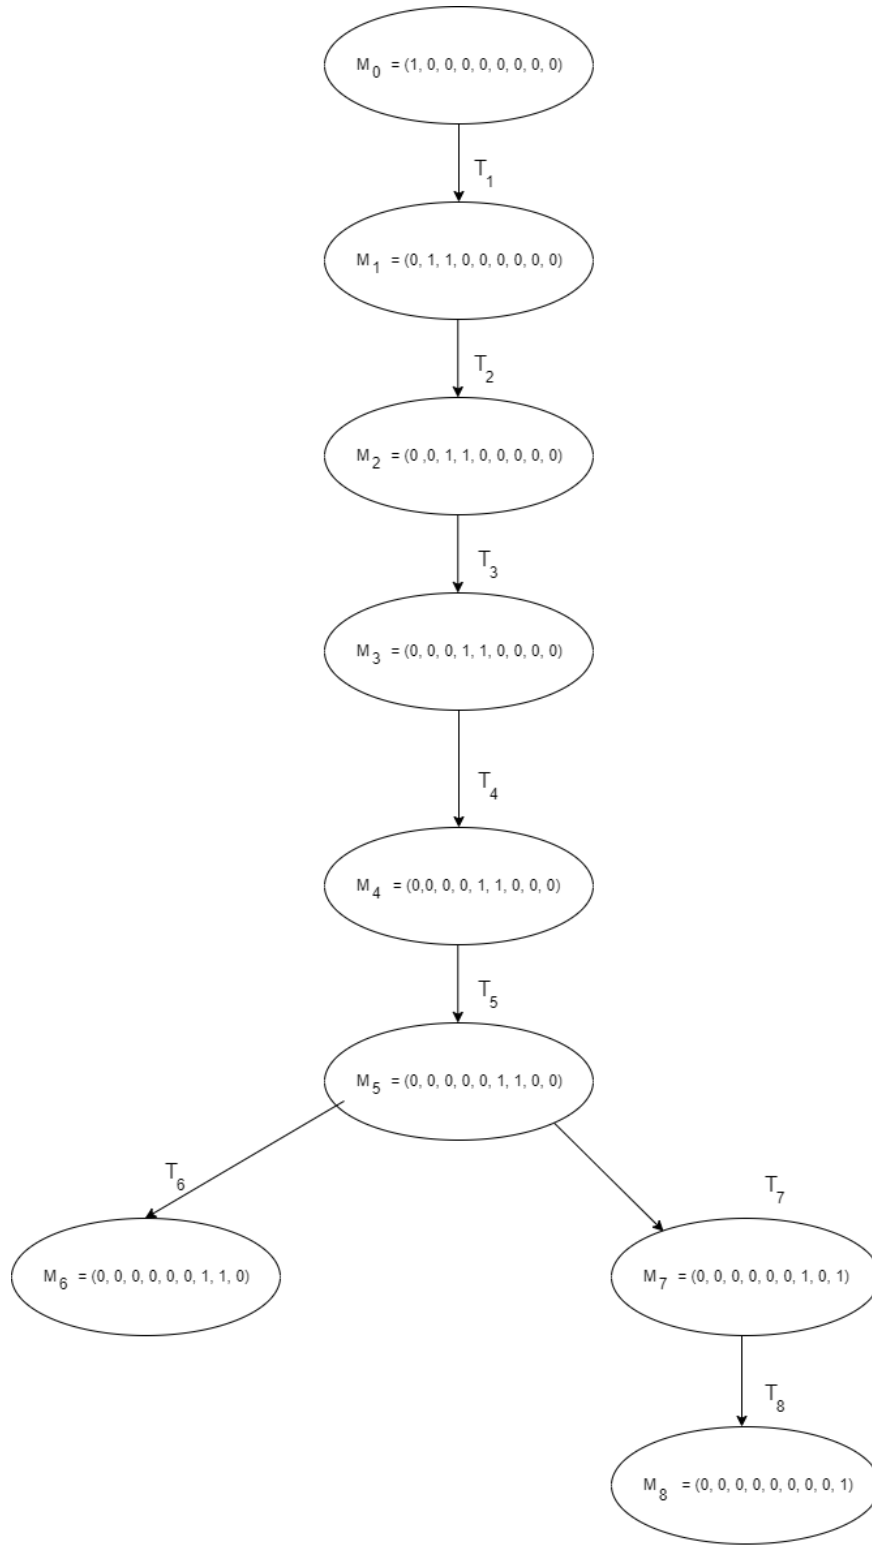 M0 = (1, 0, 0, 0, 0, 0, 0, 0, 0)
T1
M1 = (0, 1, 1, 0, 0, 0, 0, 0, 0)
T2
M2 = (0 ,0, 1, 1, 0, 0, 0, 0, 0)
T3
M3 = (0, 0, 0, 1, 1, 0, 0, 0, 0)
T4
M4 = (0,0, 0, 0, 1, 1, 0, 0, 0)
T5
M5 = (0, 0, 0, 0, 0, 1, 1, 0, 0)
T6
T7
M6 = (0, 0, 0, 0, 0, 0, 1, 1, 0)
M7 = (0, 0, 0, 0, 0, 0, 1, 0, 1)
T8
M8 = (0, 0, 0, 0, 0, 0, 0, 0, 1)